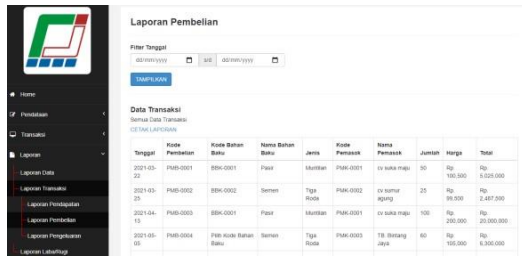 Laporan Pembelian
Filter Tanggal
dd/mm/yyyy s/d dd/mm/yyyy
TAMPILKAN
Home
Pendataan
Transaksi
Laporan
Laporan Data
Laporan Transaksi
Laporan Pendapatan
Laporan Pembelian
Laporan Pengeluaran
Laporan Laba/Rugi
Data Transaksi
Semua Data Transaksi
CETAK LAPORAN
Tanggal Kode Pembelian Kode Bahan Baku Nama Bahan Baku Jenis Kode Pemasok Nama Pemasok Jumlah Harga Total
2021-03-22 PMB-0001 BBK-0001 Pasir Muntilan PMK-0001 cv suka maju 50 Rp. 100,500 Rp. 5,025,000
2021-03-25 PMB-0002 BBK-0002 Semen Tiga Roda PMK-0002 cv sumur agung 25 Rp. 99,500 Rp. 2,487,500
2021-04-13 PMB-0003 BBK-0001 Pasir Muntilan PMK-0001 cv suka maju 100 Rp. 200,000 Rp. 20,000,000
2021-05-05 PMB-0004 Pilih Kode Bahan Baku Semen Tiga Roda PMK-0003 TB. Bintang Jaya 60 Rp. 105,000 Rp. 6,300,000